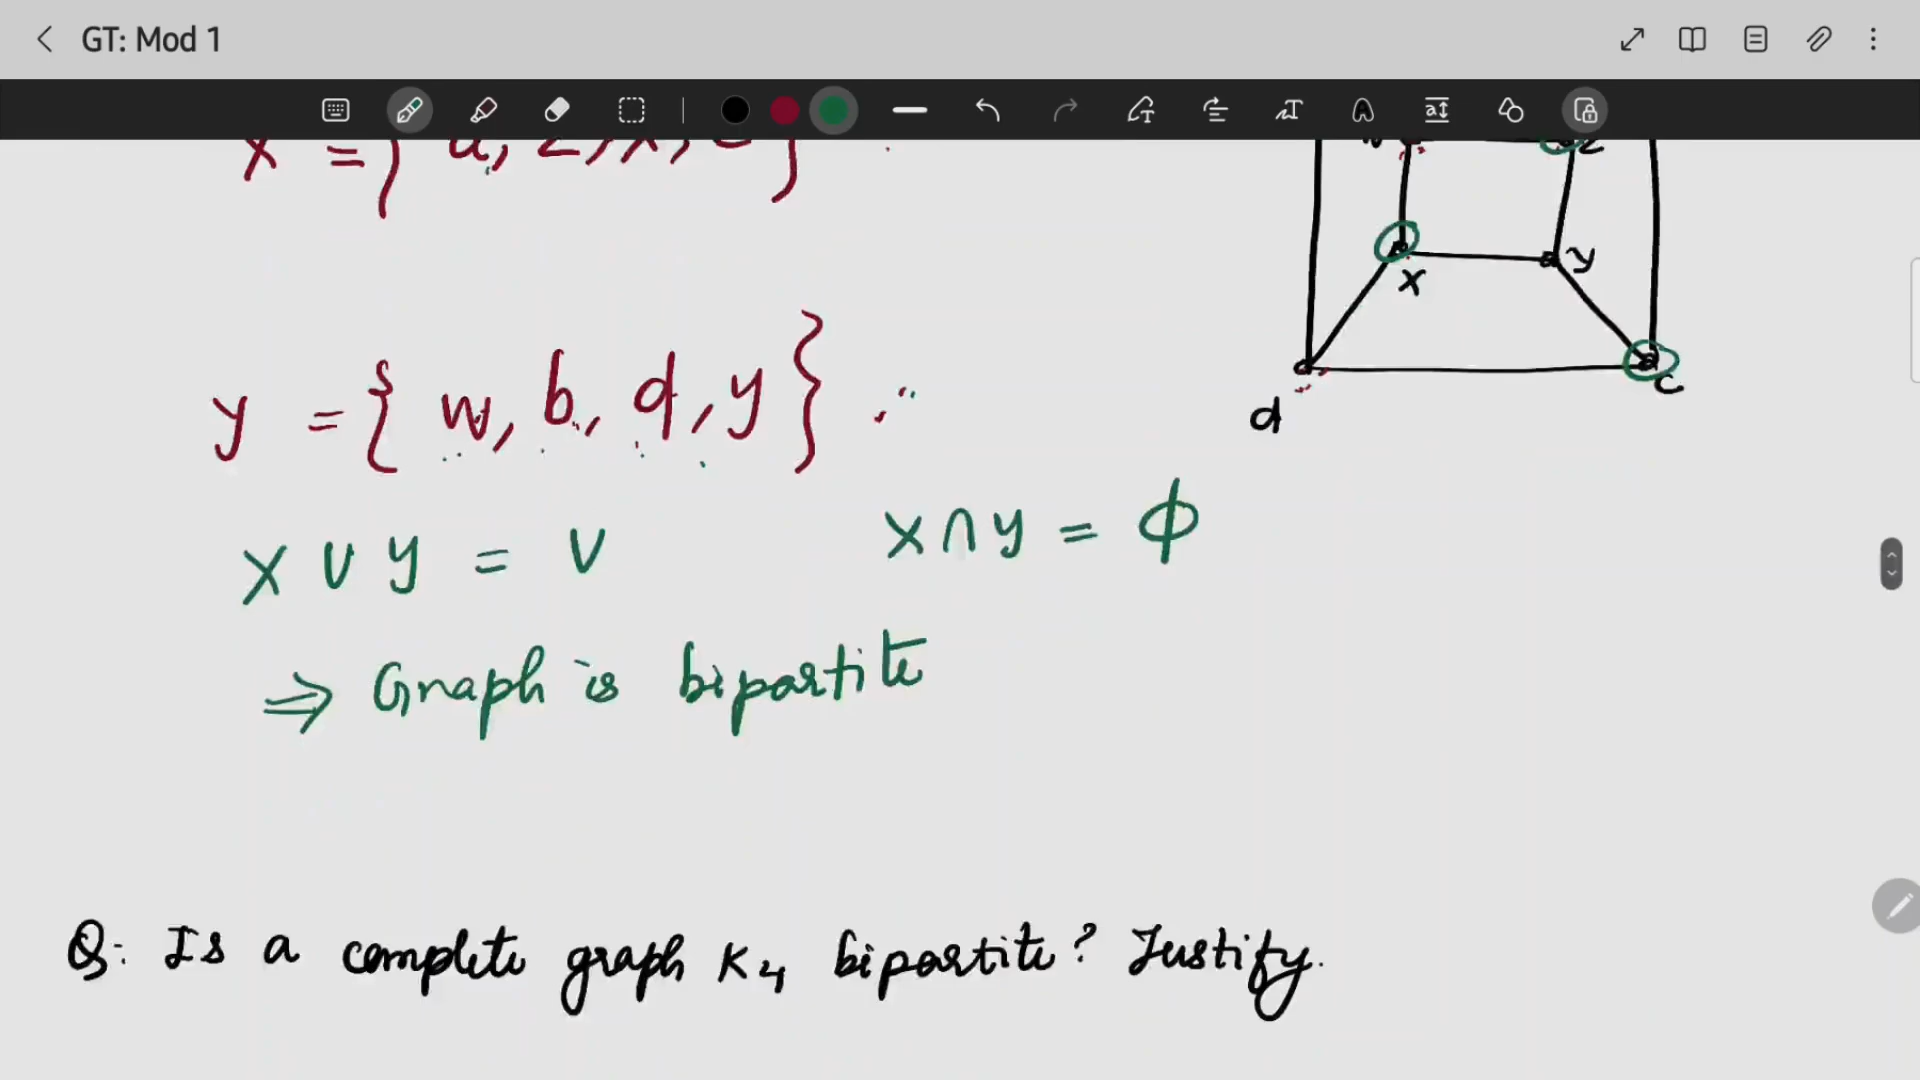 GT: Mod 1
X = { a, z, x, c }
x
y
c
d
y = { w, b, d, y }
X ∪ y = V
X ∩ y = ϕ
⇒ Graph is bipartite
Q: Is a complete graph K4 bipartite? Justify.